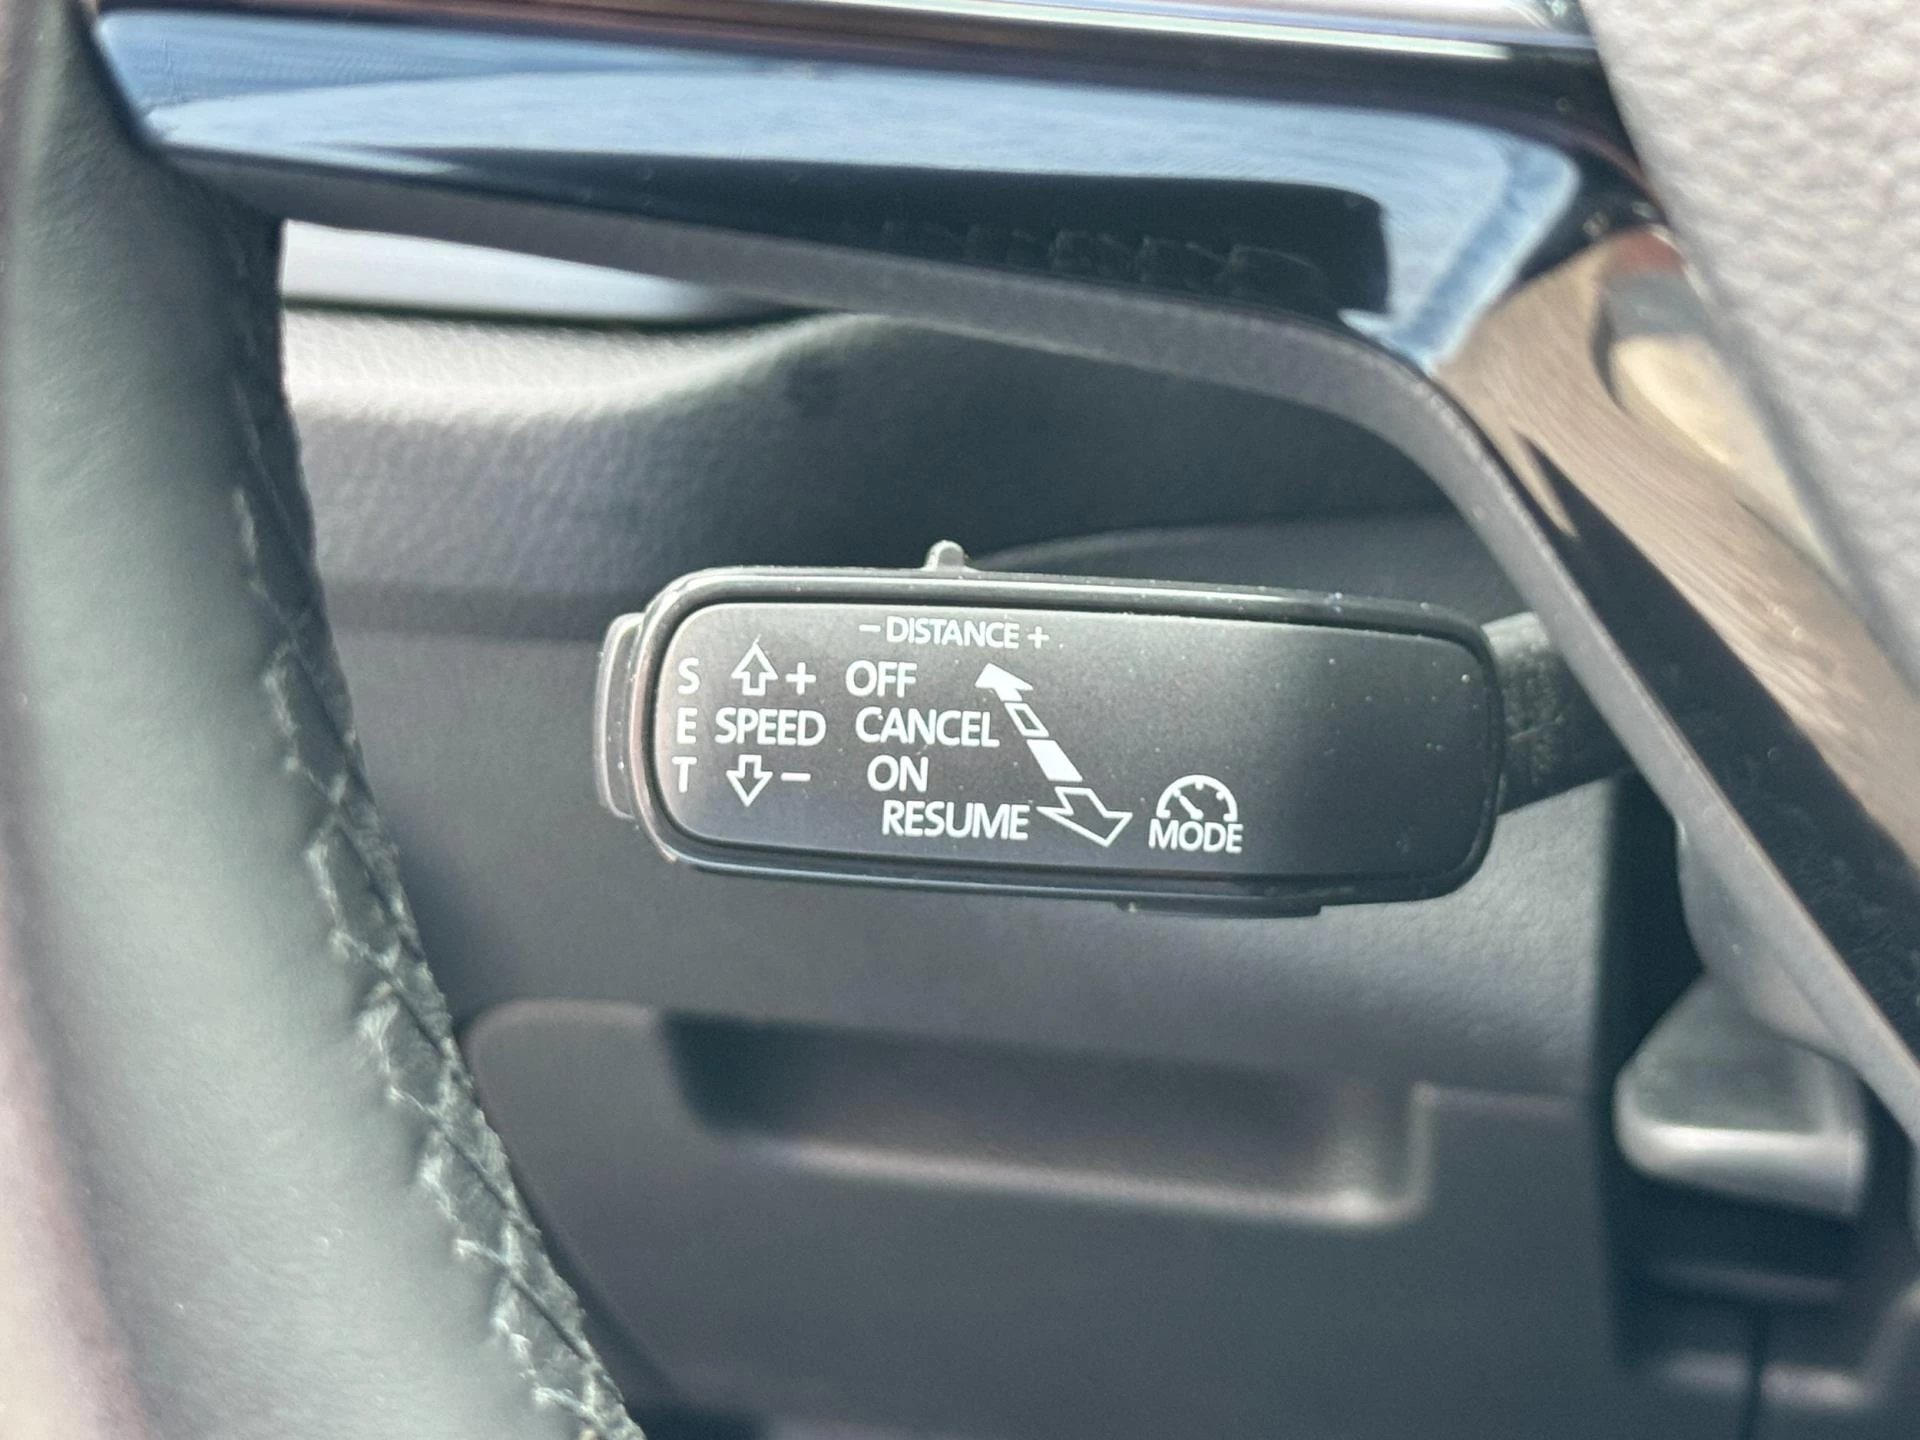 − DISTANCE +
S + OFF
E SPEED CANCEL
T − ON
RESUME
MODE